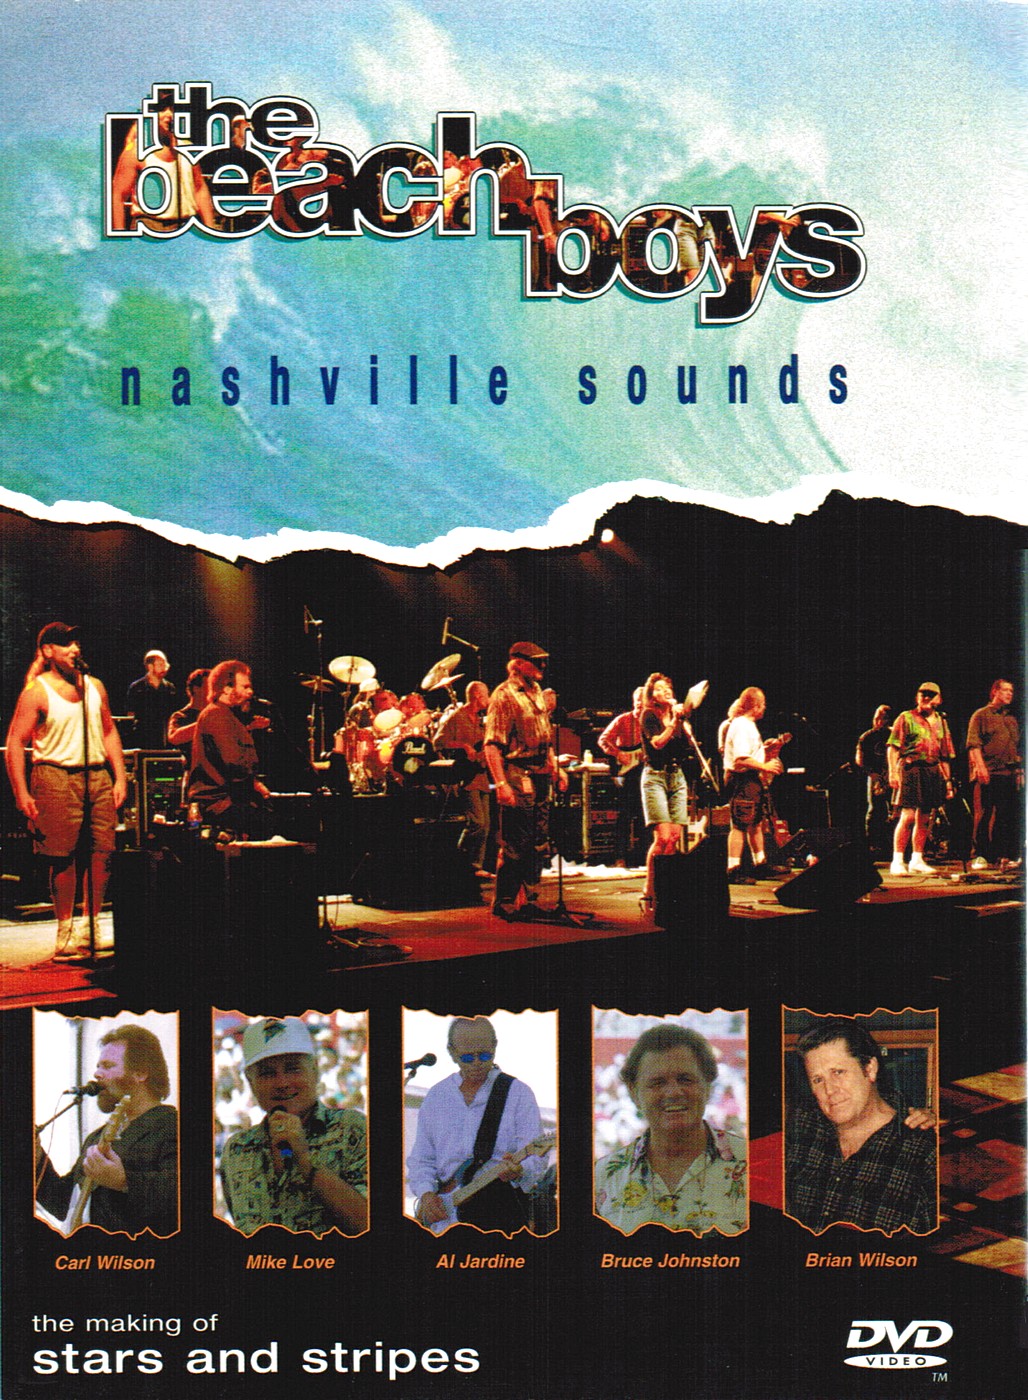 the
beach
boys
nashville sounds
Carl Wilson
Mike Love
Al Jardine
Bruce Johnston
Brian Wilson
the making of
stars and stripes
DVD
VIDEO
TM